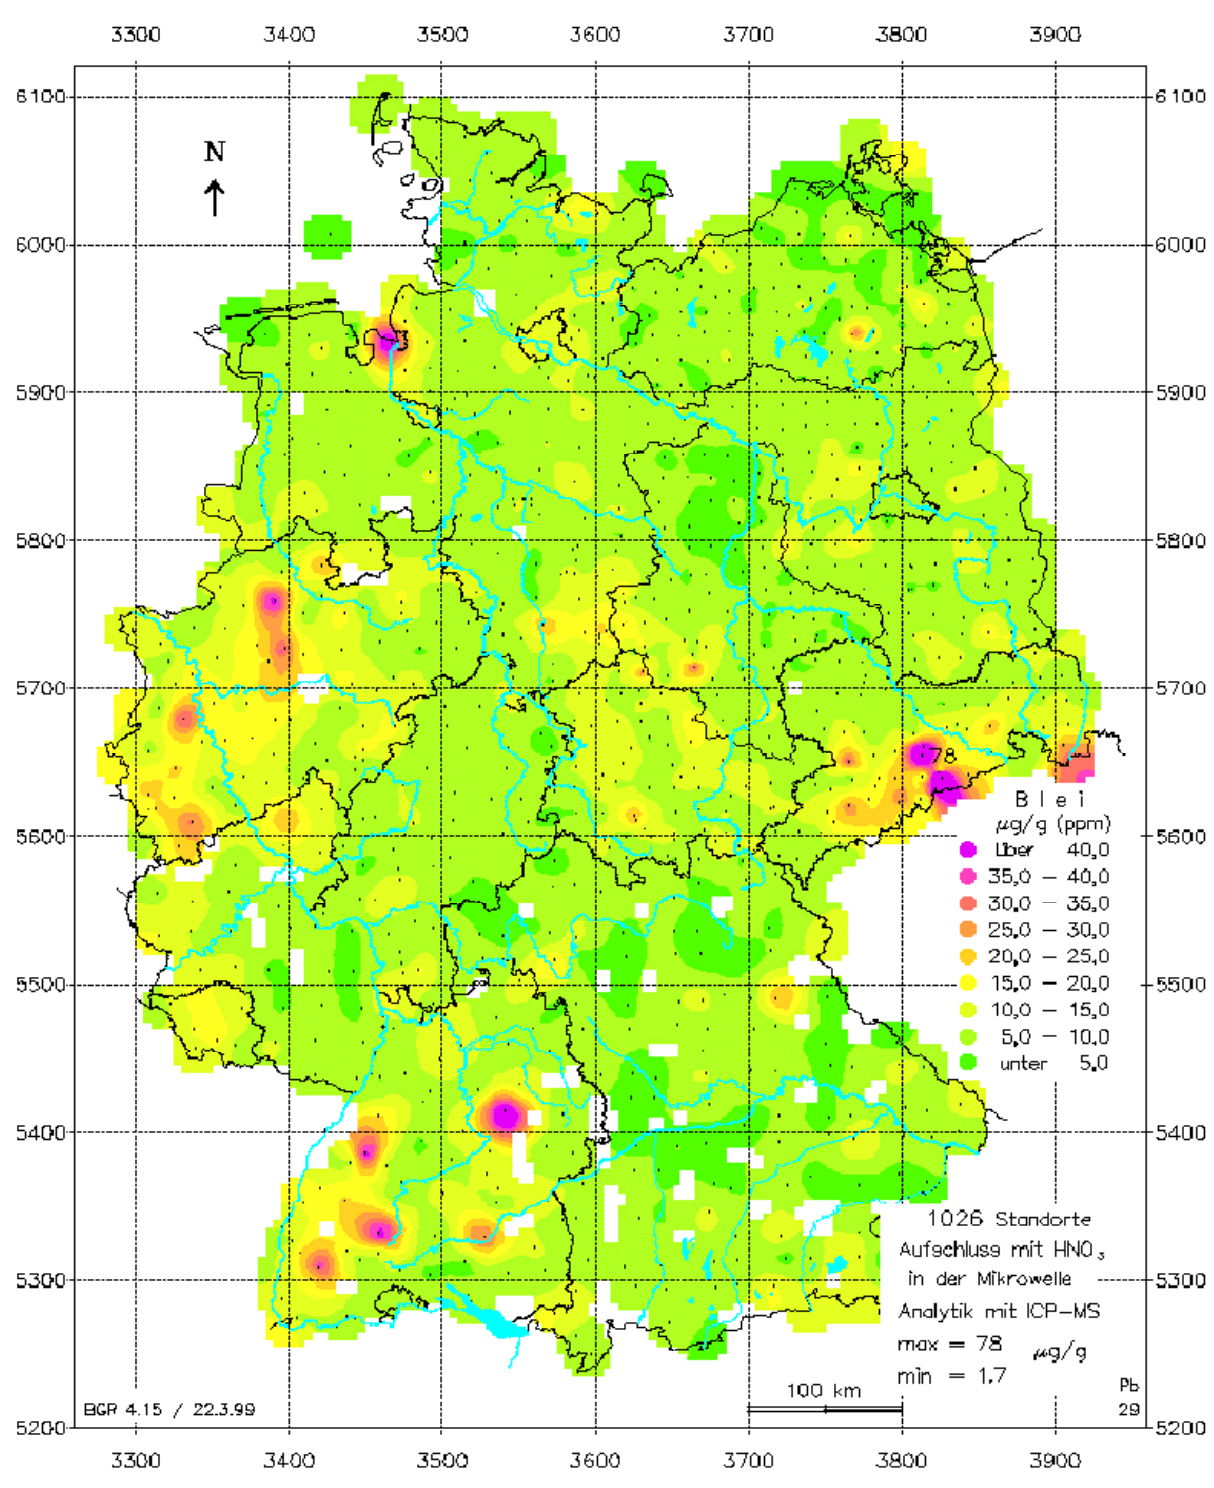 3300 3400 3500 3600 3700 3800 3900
6100 6100
N
6000 6000
5900 5900
5800 5800
5700 5700
78
Blei
µg/g (ppm)
über 40,0
35,0 – 40,0
30,0 – 35,0
25,0 – 30,0
20,0 – 25,0
15,0 – 20,0
10,0 – 15,0
5,0 – 10,0
unter 5,0
5600 5600
5500 5500
5400 5400
1026 Standorte
Aufschluss mit HNO₃
in der Mikrowelle
5300 5300
Analytik mit ICP–MS
max = 78 µg/g
min = 1,7
100 km
Pb
29
BGR 4.15 / 22.3.99
5200 5200
3300 3400 3500 3600 3700 3800 3900